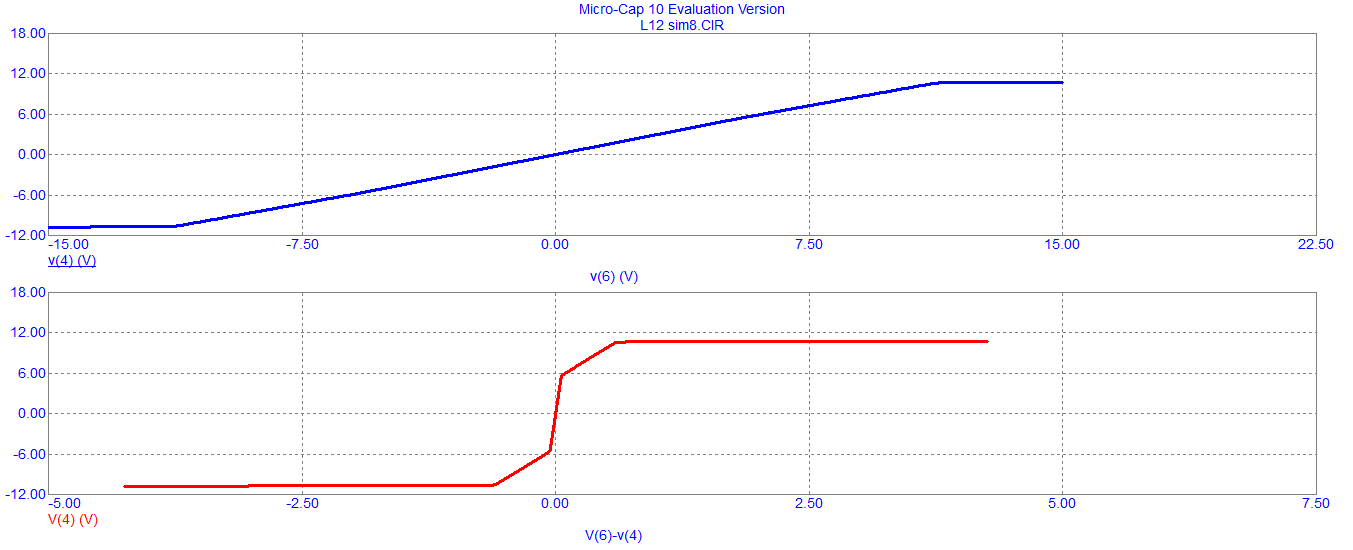 Micro-Cap 10 Evaluation Version
L12 sim8.CIR
18.00
12.00
6.00
0.00
-6.00
-12.00
-15.00 -7.50 0.00 7.50 15.00 22.50
v(4) (V)
v(6) (V)
18.00
12.00
6.00
0.00
-6.00
-12.00
-5.00 -2.50 0.00 2.50 5.00 7.50
V(4) (V)
V(6)-v(4)